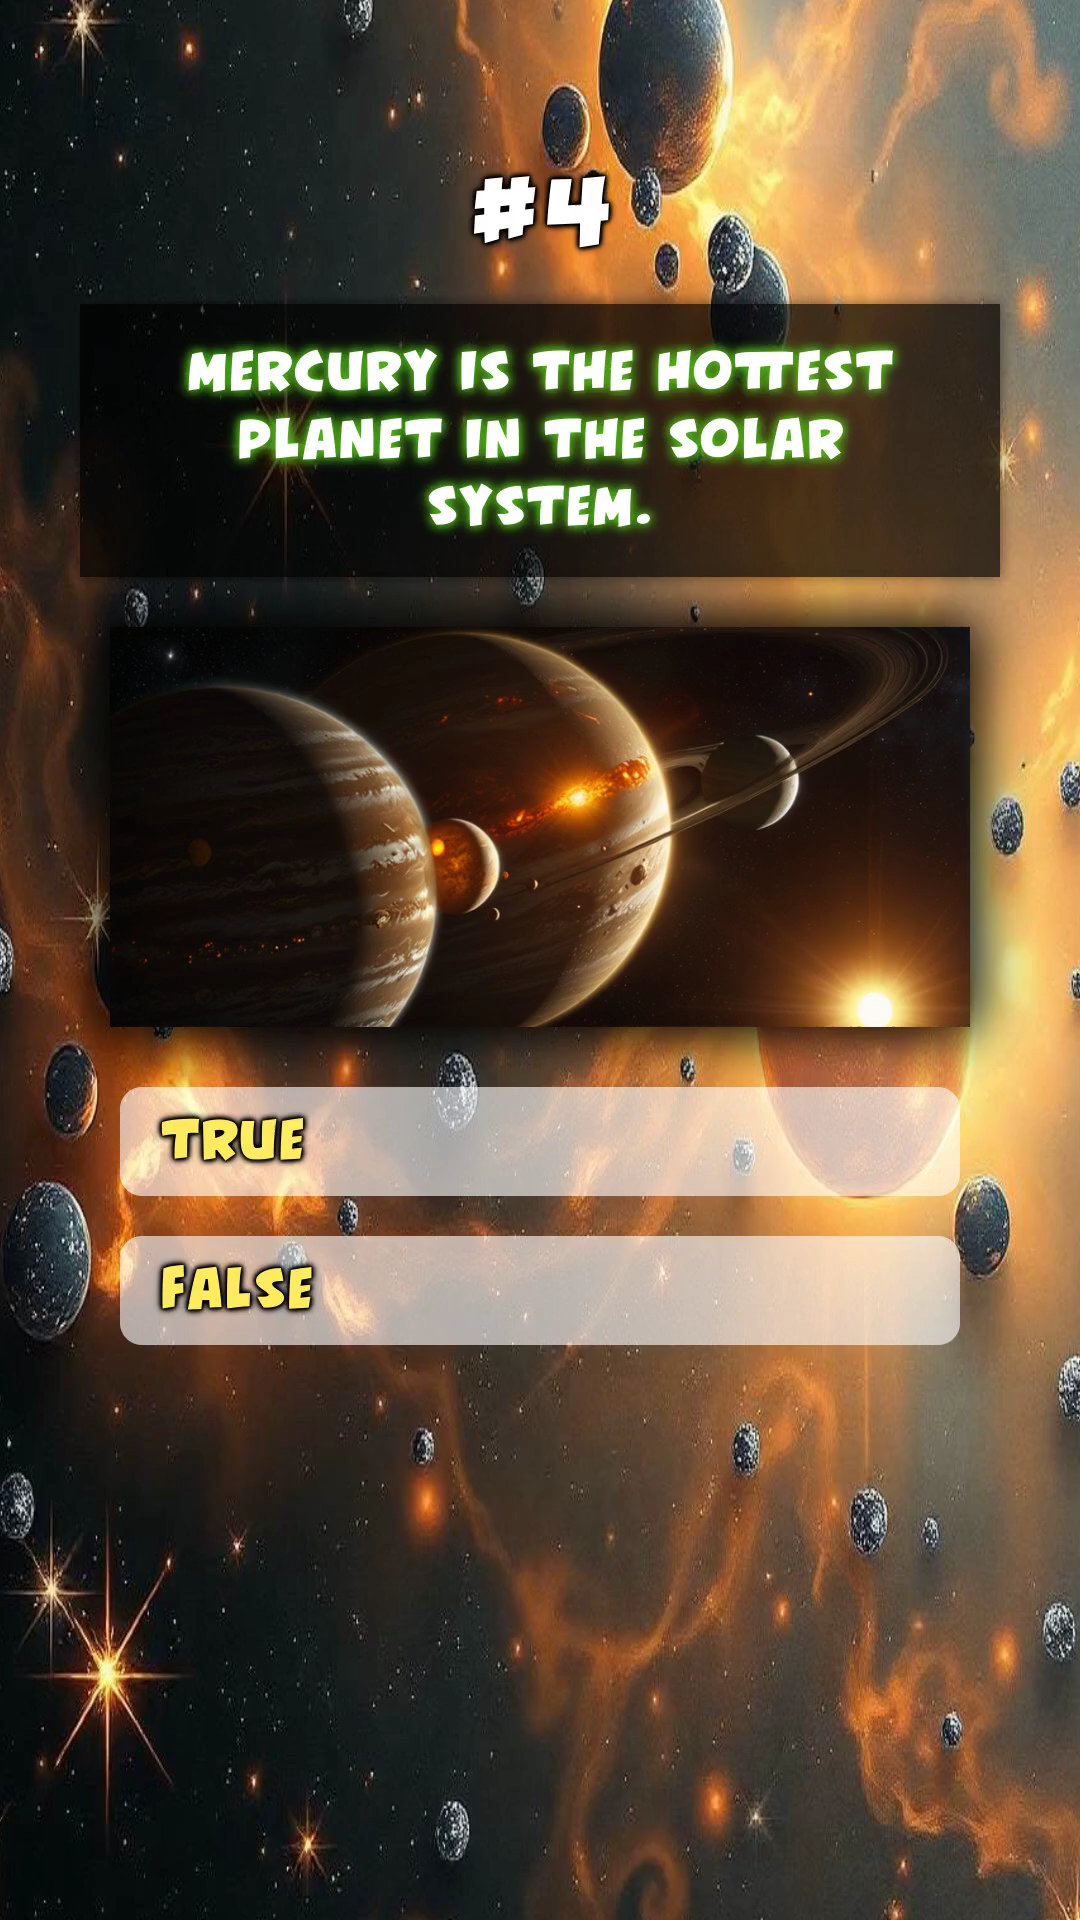 #4
MERCURY IS THE HOTTEST
PLANET IN THE SOLAR
SYSTEM.
TRUE
FALSE